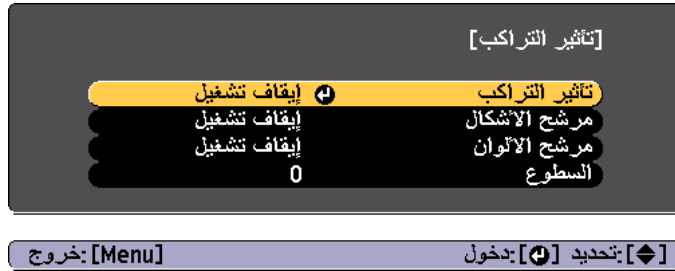 [تأثير التراكب]
تأثير التراكب إيقاف تشغيل
مرشح الأشكال إيقاف تشغيل
مرشح الألوان إيقاف تشغيل
السطوع 0
[◆]:تحديد [⏎]:دخول [Menu]:خروج